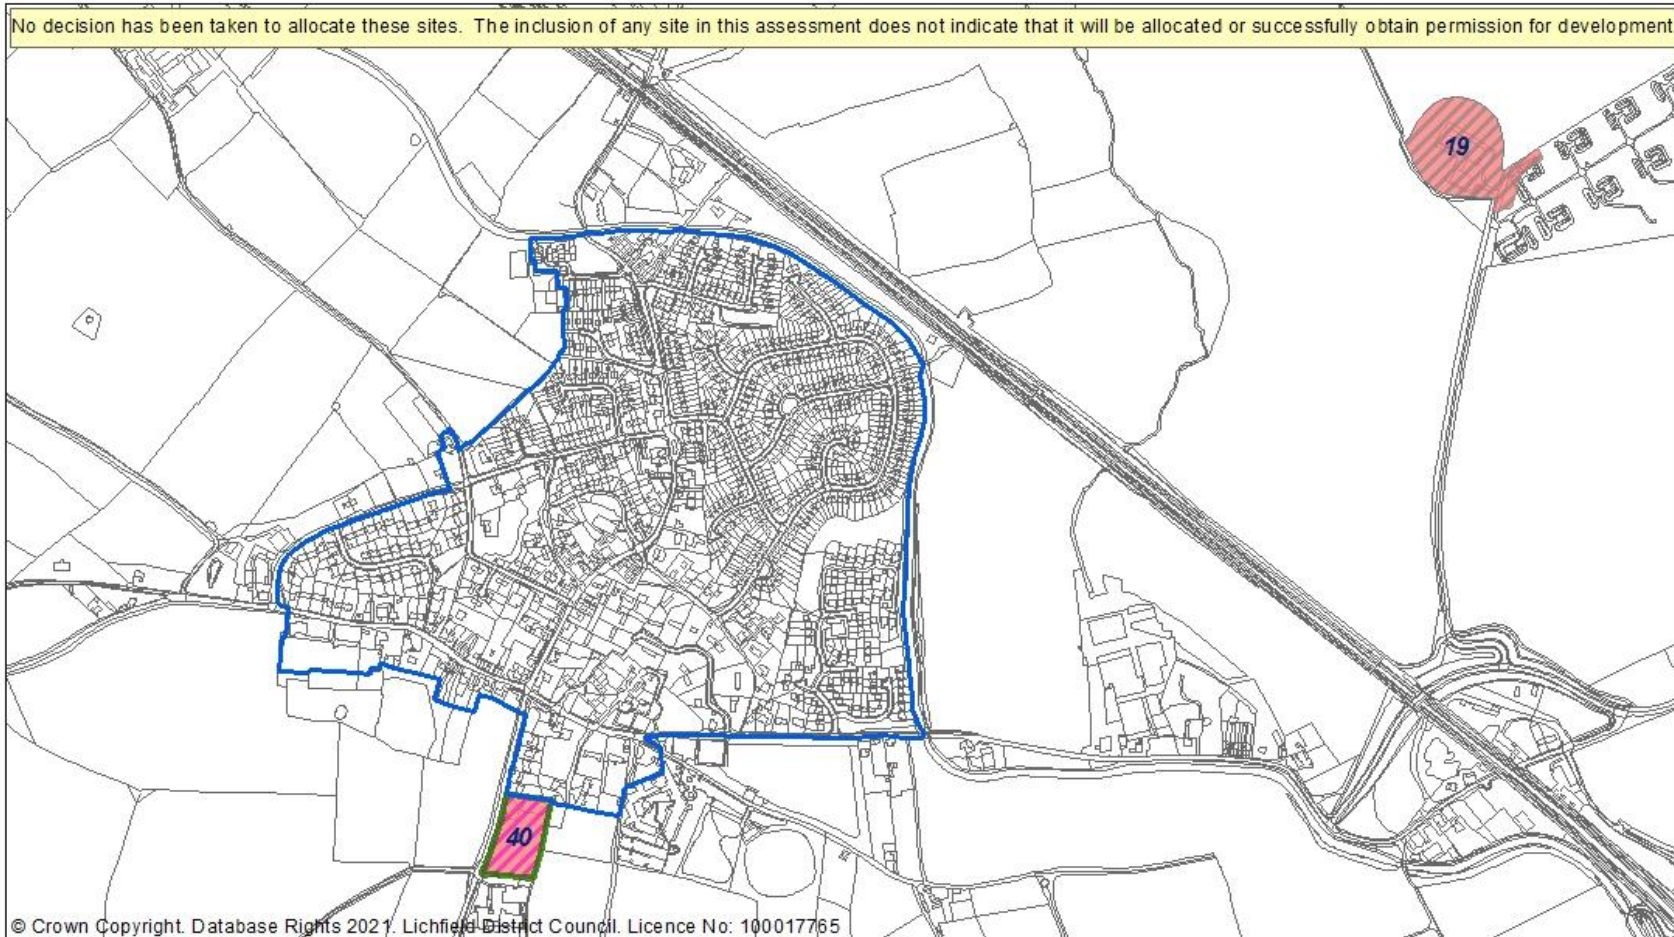 No decision has been taken to allocate these sites. The inclusion of any site in this assessment does not indicate that it will be allocated or successfully obtain permission for development
19
40
© Crown Copyright. Database Rights 2021. Lichfield District Council. Licence No: 100017765